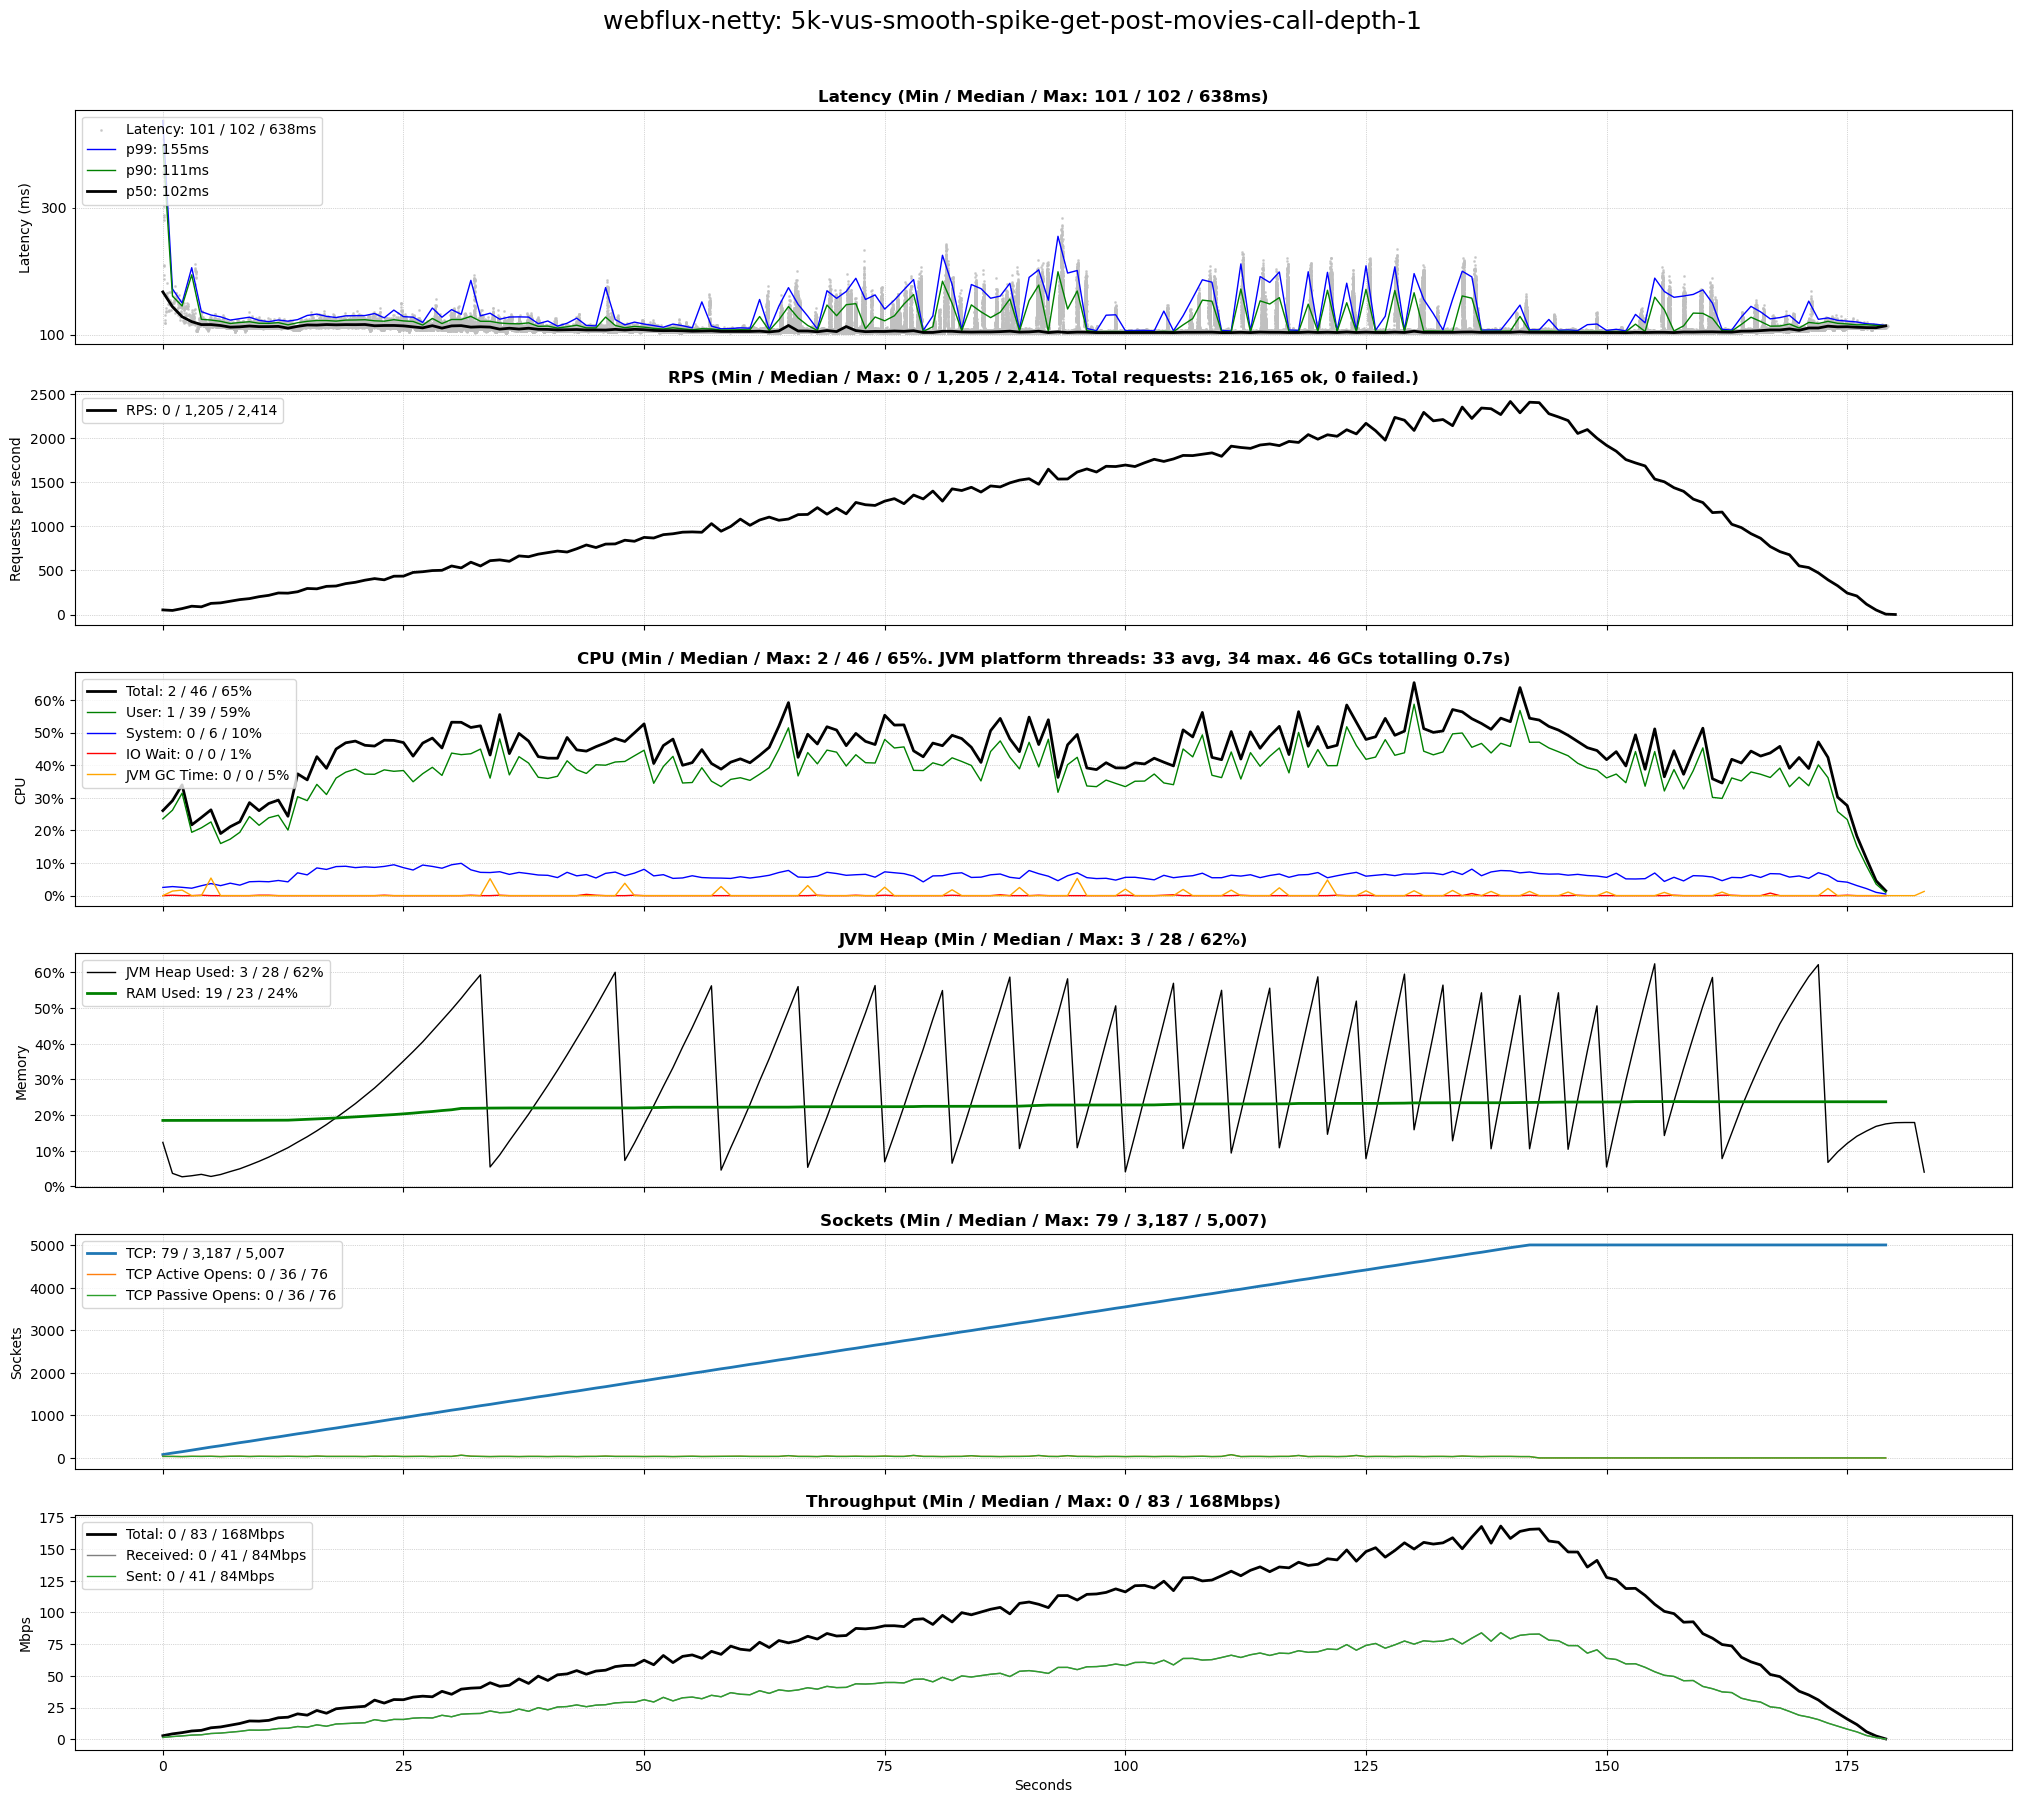 webflux-netty: 5k-vus-smooth-spike-get-post-movies-call-depth-1
Latency (Min / Median / Max: 101 / 102 / 638ms)
Latency: 101 / 102 / 638ms
p99: 155ms
p90: 111ms
p50: 102ms
Latency (ms)
300
100
RPS (Min / Median / Max: 0 / 1,205 / 2,414. Total requests: 216,165 ok, 0 failed.)
RPS: 0 / 1,205 / 2,414
Requests per second
2500
2000
1500
1000
500
0
CPU (Min / Median / Max: 2 / 46 / 65%. JVM platform threads: 33 avg, 34 max. 46 GCs totalling 0.7s)
Total: 2 / 46 / 65%
User: 1 / 39 / 59%
System: 0 / 6 / 10%
IO Wait: 0 / 0 / 1%
JVM GC Time: 0 / 0 / 5%
CPU
60%
50%
40%
30%
20%
10%
0%
JVM Heap (Min / Median / Max: 3 / 28 / 62%)
JVM Heap Used: 3 / 28 / 62%
RAM Used: 19 / 23 / 24%
Memory
60%
50%
40%
30%
20%
10%
0%
Sockets (Min / Median / Max: 79 / 3,187 / 5,007)
TCP: 79 / 3,187 / 5,007
TCP Active Opens: 0 / 36 / 76
TCP Passive Opens: 0 / 36 / 76
Sockets
5000
4000
3000
2000
1000
0
Throughput (Min / Median / Max: 0 / 83 / 168Mbps)
Total: 0 / 83 / 168Mbps
Received: 0 / 41 / 84Mbps
Sent: 0 / 41 / 84Mbps
Mbps
175
150
125
100
75
50
25
0
0 25 50 75 100 125 150 175
Seconds